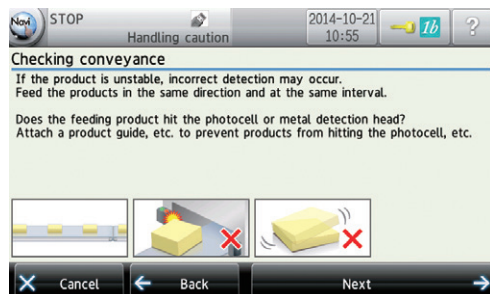 Navi
STOP
Handling caution
2014-10-21
10:55
1b
?
Checking conveyance
If the product is unstable, incorrect detection may occur.
Feed the products in the same direction and at the same interval.
Does the feeding product hit the photocell or metal detection head?
Attach a product guide, etc. to prevent products from hitting the photocell, etc.
Cancel
Back
Next